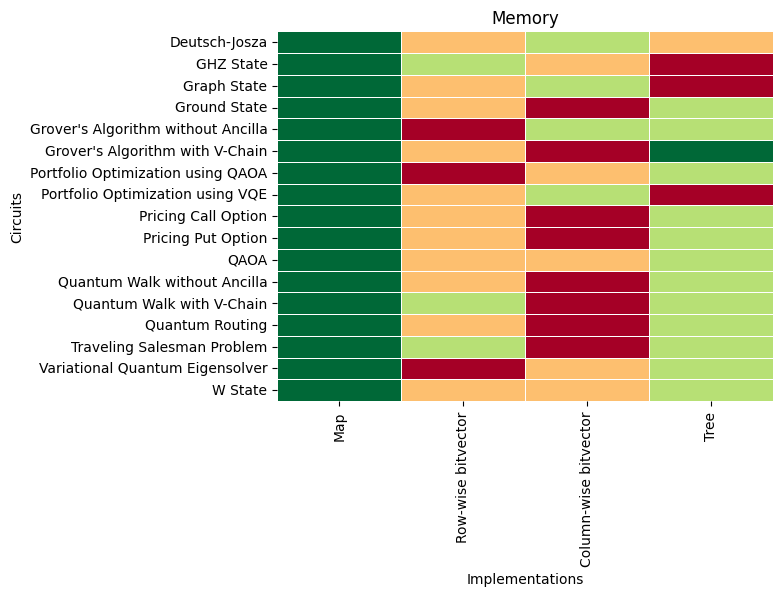 Memory
Circuits
Deutsch-Josza
GHZ State
Graph State
Ground State
Grover's Algorithm without Ancilla
Grover's Algorithm with V-Chain
Portfolio Optimization using QAOA
Portfolio Optimization using VQE
Pricing Call Option
Pricing Put Option
QAOA
Quantum Walk without Ancilla
Quantum Walk with V-Chain
Quantum Routing
Traveling Salesman Problem
Variational Quantum Eigensolver
W State
Map
Row-wise bitvector
Column-wise bitvector
Tree
Implementations